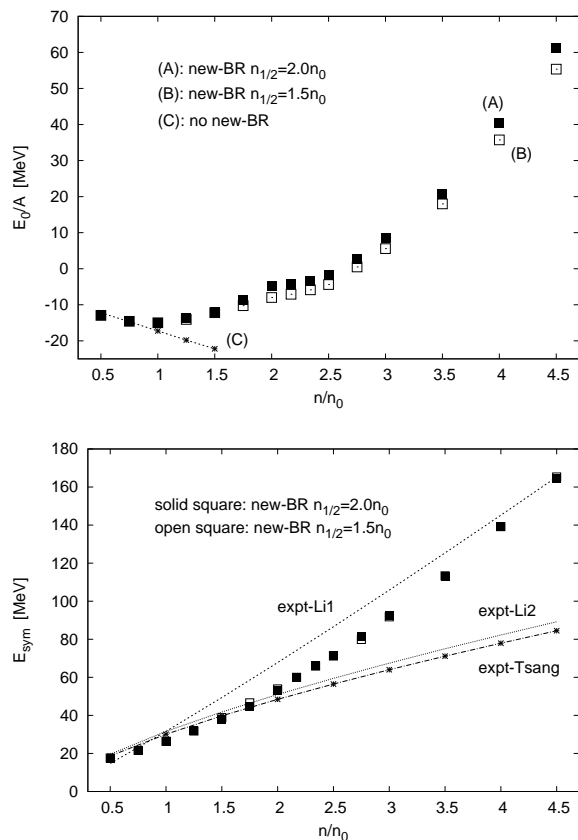 70
60
50
40
30
20
10
0
-10
-20
E0/A [MeV]
(A): new-BR n1/2=2.0n0
(B): new-BR n1/2=1.5n0
(C): no new-BR
(A)
(B)
(C)
0.5 1 1.5 2 2.5 3 3.5 4 4.5
n/n0
180
160
140
120
100
80
60
40
20
0
Esym [MeV]
solid square: new-BR n1/2=2.0n0
open square: new-BR n1/2=1.5n0
expt-Li1
expt-Li2
expt-Tsang
0.5 1 1.5 2 2.5 3 3.5 4 4.5
n/n0